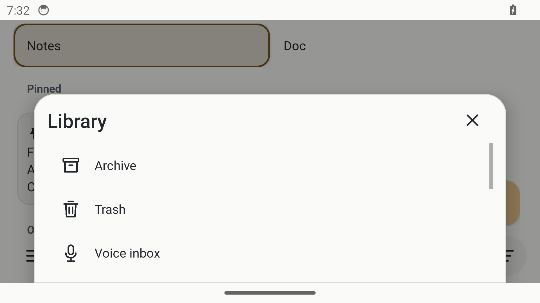 7:32
Notes
Doc
Pinned
Library
Archive
Trash
Voice inbox